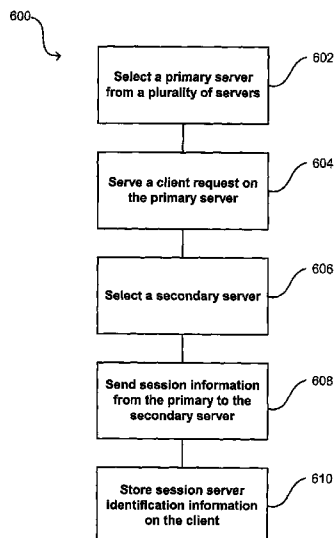 600
Select a primary server
from a plurality of servers
602
Serve a client request on
the primary server
604
Select a secondary server
606
Send session information
from the primary to the
secondary server
608
Store session server
identification information
on the client
610